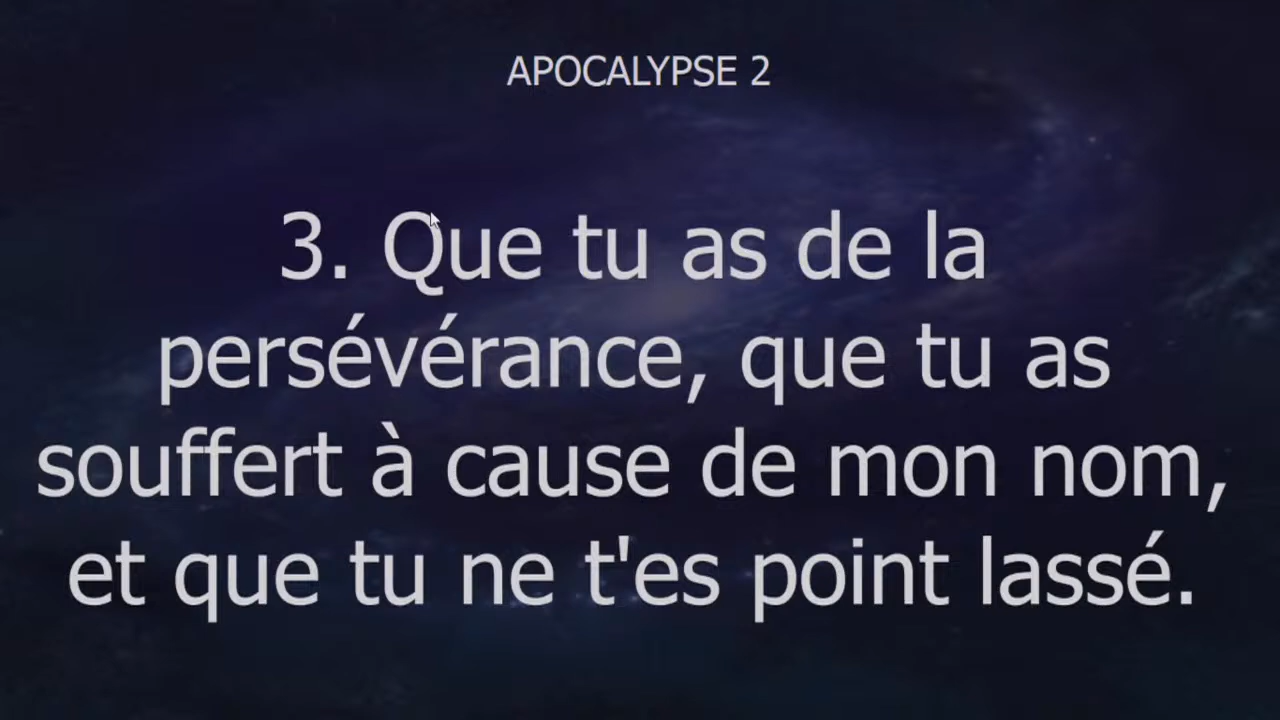 APOCALYPSE 2
3. Que tu as de la
persévérance, que tu as
souffert à cause de mon nom,
et que tu ne t'es point lassé.